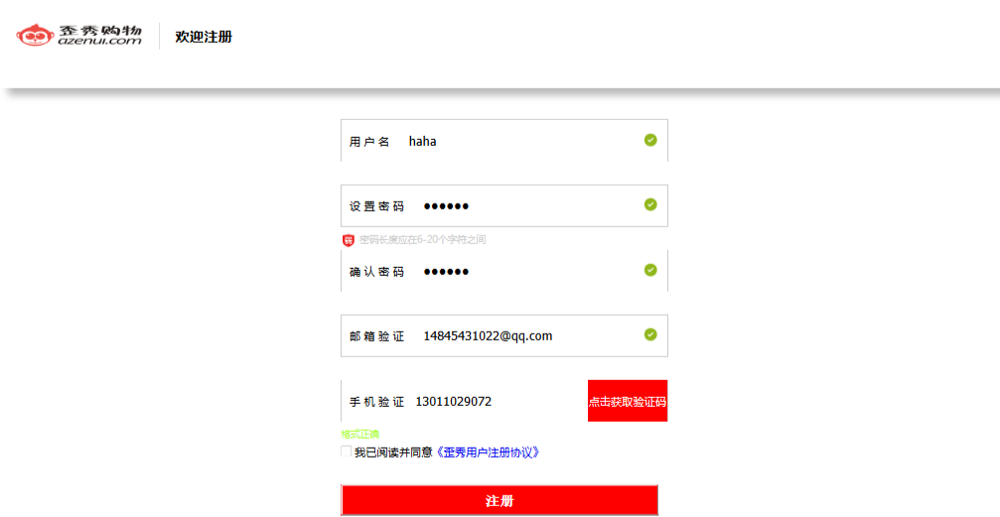 歪秀购物
azenui.com
欢迎注册
用户名 haha
设置密码 ●●●●●●
弱 密码长度应在6-20个字符之间
确认密码 ●●●●●●
邮箱验证 14845431022@qq.com
手机验证 13011029072 点击获取验证码
格式正确
我已阅读并同意《歪秀用户注册协议》
注册